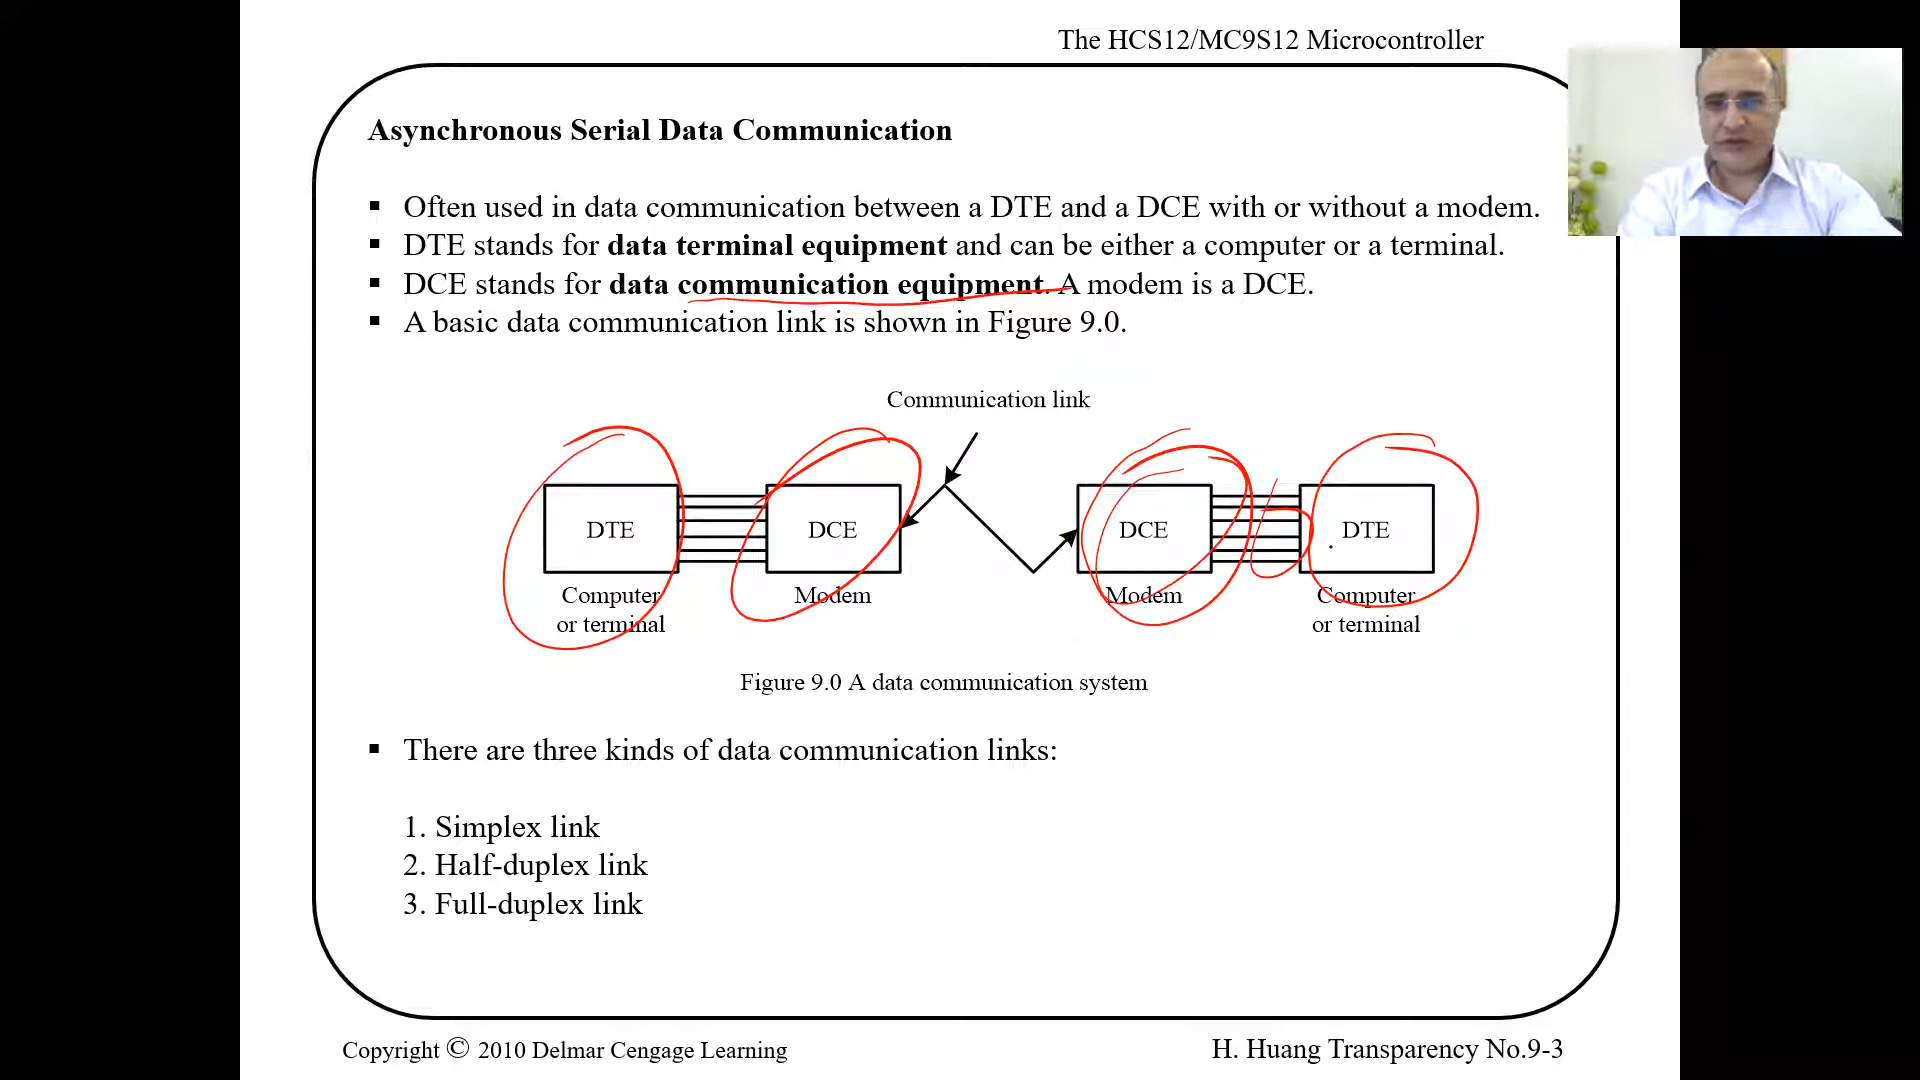 The HCS12/MC9S12 Microcontroller
Asynchronous Serial Data Communication
▪ Often used in data communication between a DTE and a DCE with or without a modem.
▪ DTE stands for data terminal equipment and can be either a computer or a terminal.
▪ DCE stands for data communication equipment. A modem is a DCE.
▪ A basic data communication link is shown in Figure 9.0.
Communication link
DTE DCE DCE DTE
Computer Modem Modem Computer
or terminal or terminal
Figure 9.0 A data communication system
▪ There are three kinds of data communication links:
1. Simplex link
2. Half-duplex link
3. Full-duplex link
Copyright © 2010 Delmar Cengage Learning
H. Huang Transparency No.9-3